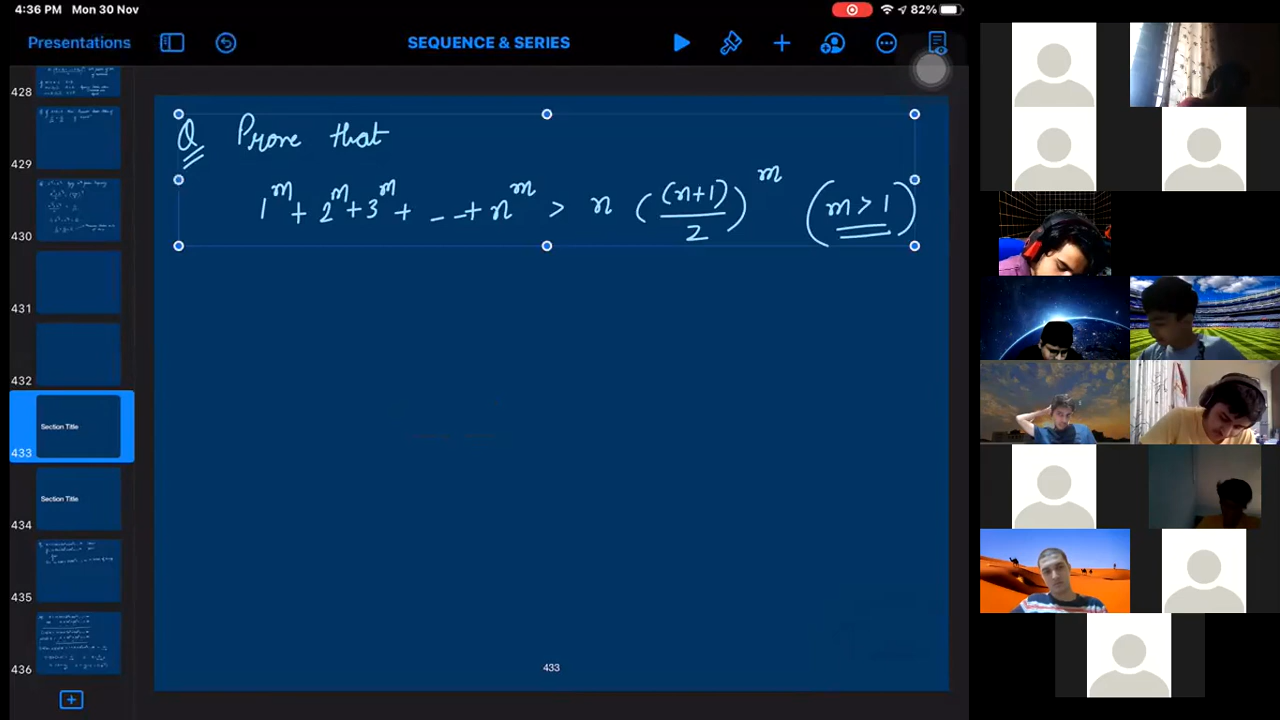 4:36 PM Mon 30 Nov
82%
Presentations
SEQUENCE & SERIES
Q Prove that
1^m + 2^m + 3^m + - - + n^m > n ((n+1)/2)^m (m > 1)
428
429
430
431
432
Section Title
433
Section Title
434
435
436
433